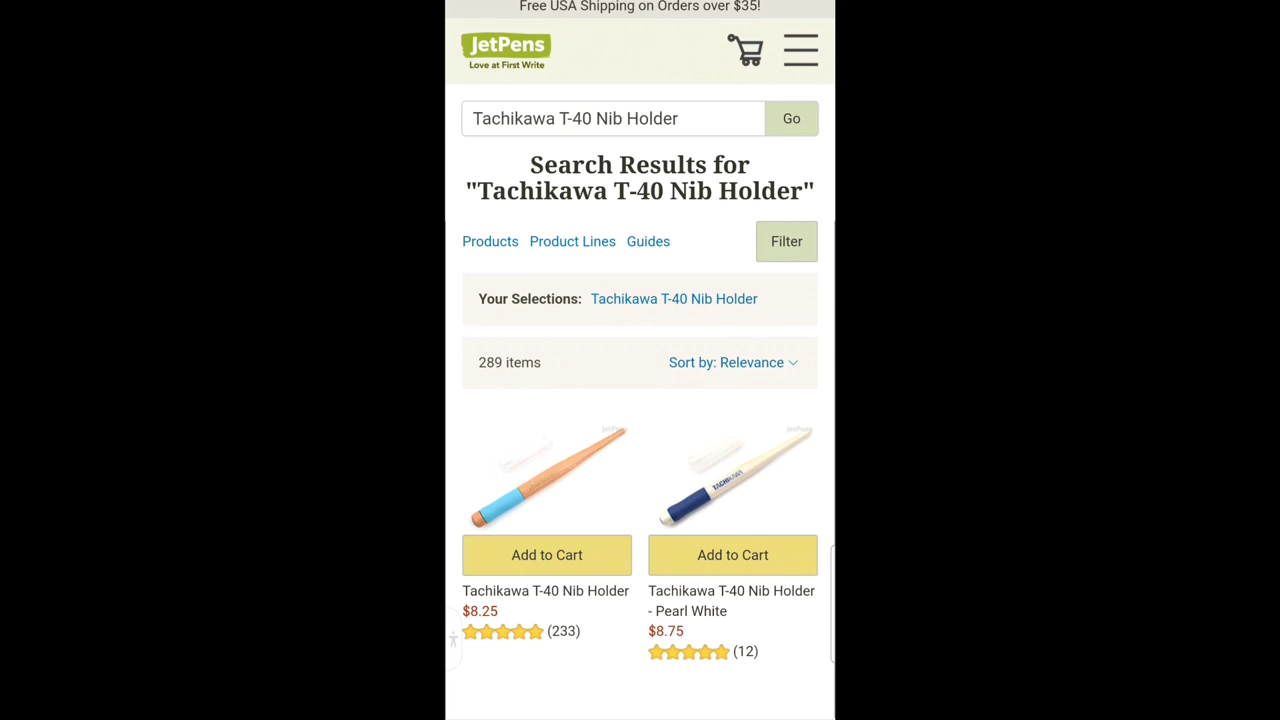 Free USA Shipping on Orders over $35!
JetPens
Love at First Write
Tachikawa T-40 Nib Holder
Go
Search Results for
"Tachikawa T-40 Nib Holder"
Products Product Lines Guides
Filter
Your Selections: Tachikawa T-40 Nib Holder
289 items
Sort by: Relevance
JetPens
JetPens
TACHIKAWA
Add to Cart
Add to Cart
Tachikawa T-40 Nib Holder
$8.25
(233)
Tachikawa T-40 Nib Holder
- Pearl White
$8.75
(12)